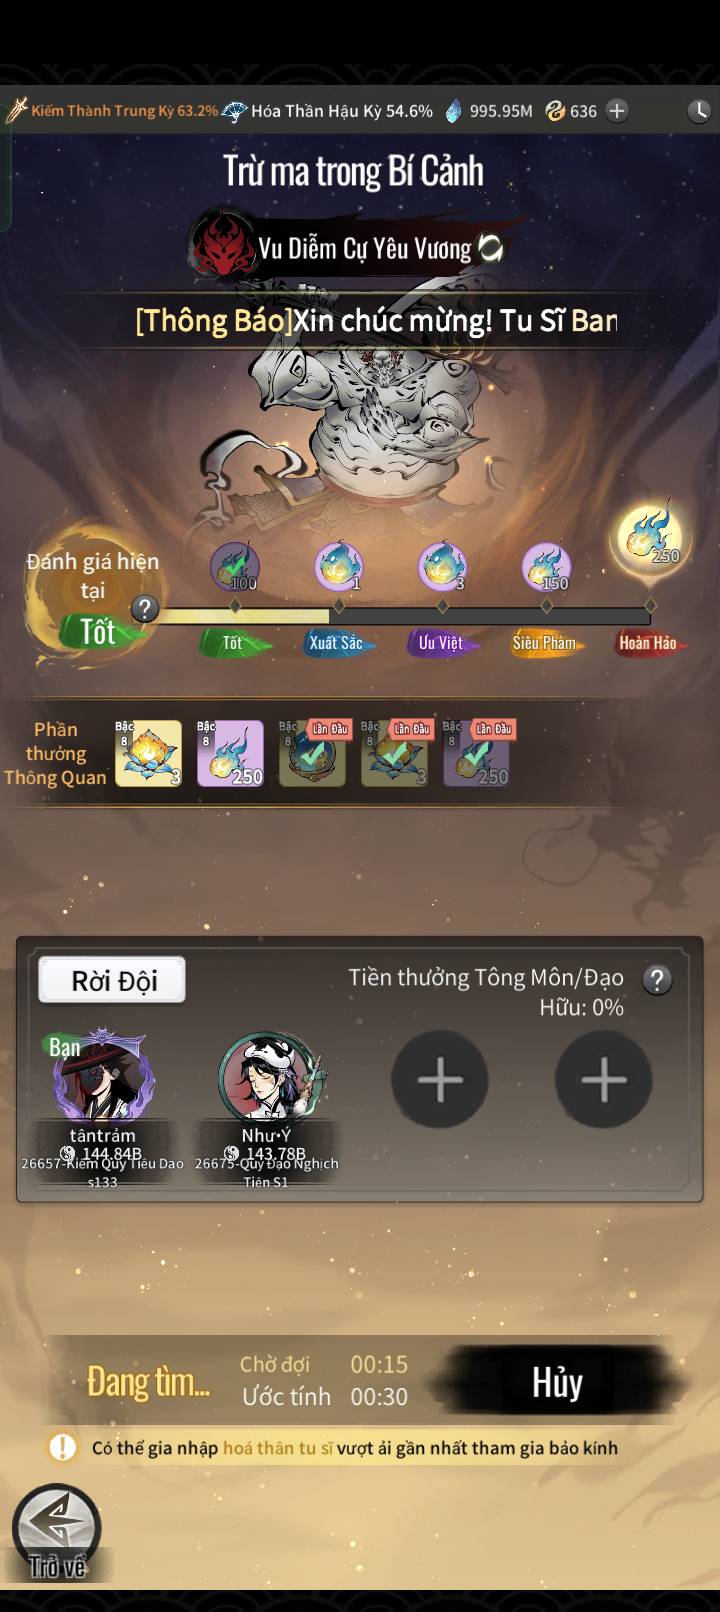 Kiếm Thành Trung Kỳ 63.2% Hóa Thần Hậu Kỳ 54.6% 995.95M 636
Trừ ma trong Bí Cảnh
Vu Diễm Cự Yêu Vương
[Thông Báo]Xin chúc mừng! Tu Sĩ Ban
Đánh giá hiện
tại
Tốt
?
100 1 3 150 250
Tốt Xuất Sắc Ưu Việt Siêu Phàm Hoàn Hảo
Phần
thưởng
Thông Quan
Bậc 8 3
Bậc 8 250
Bậc 8 Lần Đầu
Bậc 8 Lần Đầu 3
Bậc 8 Lần Đầu 250
Rời Đội
Tiền thưởng Tông Môn/Đạo
Hữu: 0%
?
Bạn
tântrảm
144.84B
26657-Kiếm Quy Tiêu Dao
s133
Như•Ý
143.78B
26675-Quỷ Đạo Nghịch
Tiên S1
Đang tìm...
Chờ đợi 00:15
Ước tính 00:30
Hủy
Có thể gia nhập hoá thân tu sĩ vượt ải gần nhất tham gia bảo kính
Trở về